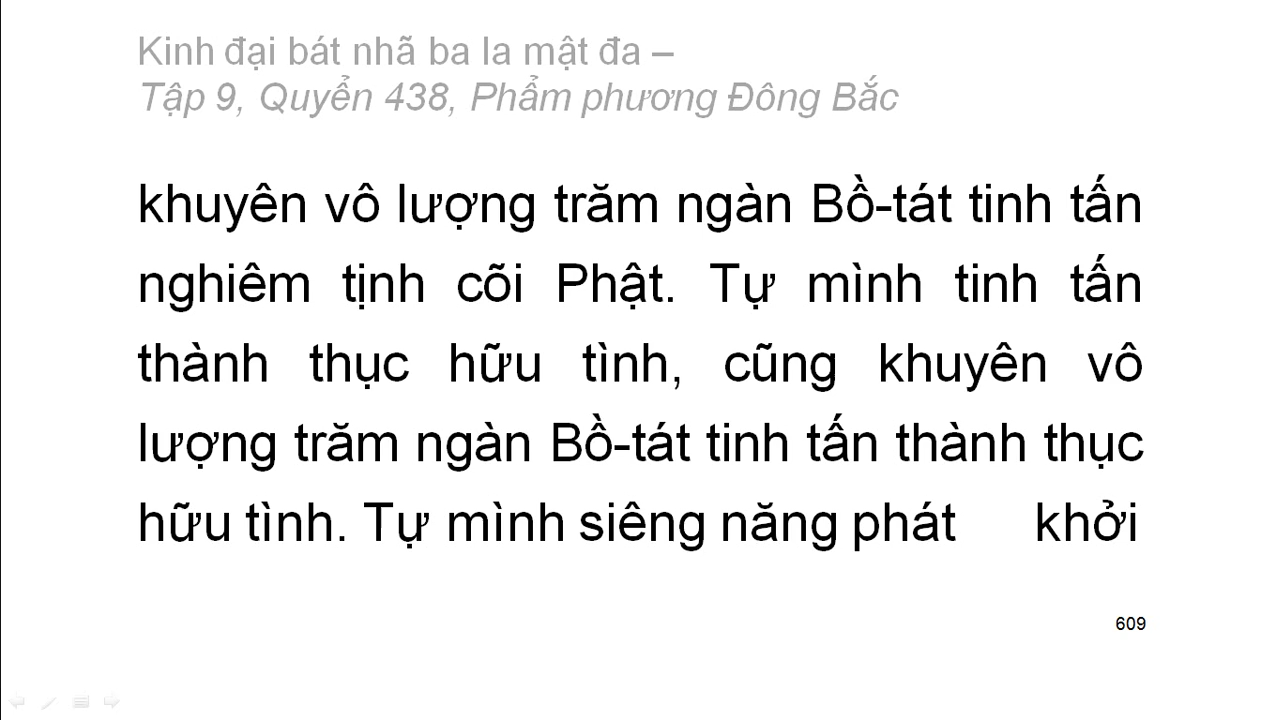 Kinh đại bát nhã ba la mật đa –
Tập 9, Quyển 438, Phẩm phương Đông Bắc
khuyên vô lượng trăm ngàn Bồ-tát tinh tấn
nghiêm tịnh cõi Phật. Tự mình tinh tấn
thành thục hữu tình, cũng khuyên vô
lượng trăm ngàn Bồ-tát tinh tấn thành thục
hữu tình. Tự mình siêng năng phát khởi
609